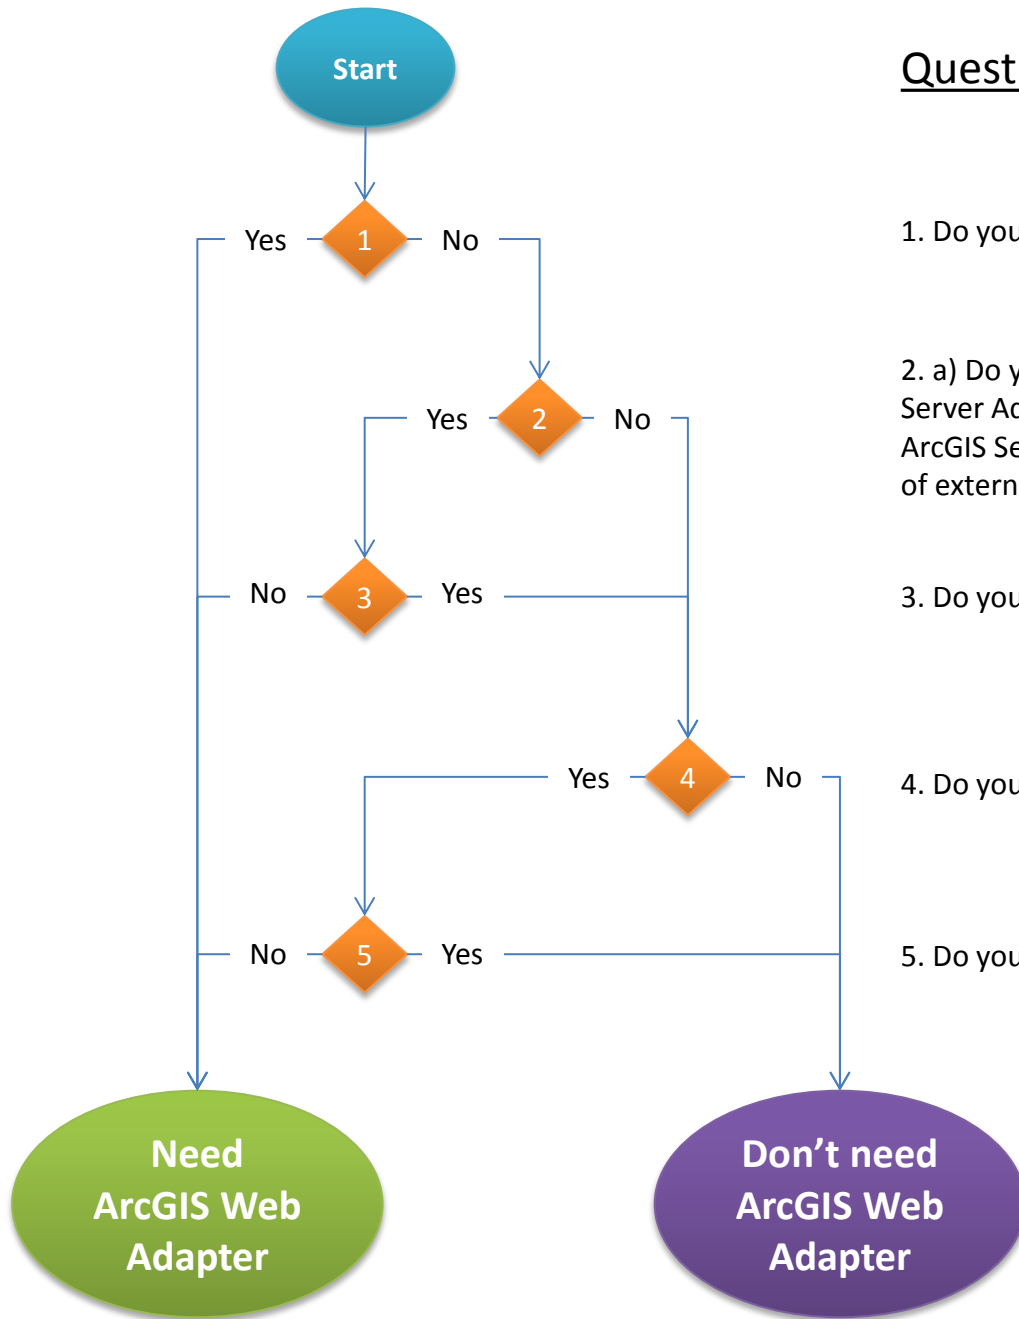 Start
Quest
Yes
1
No
1. Do you
Yes
2
No
2. a) Do y
Server Ad
ArcGIS Se
of extern
No
3
Yes
3. Do you
Yes
4
No
4. Do you
No
5
Yes
5. Do you
Need
ArcGIS Web
Adapter
Don’t need
ArcGIS Web
Adapter